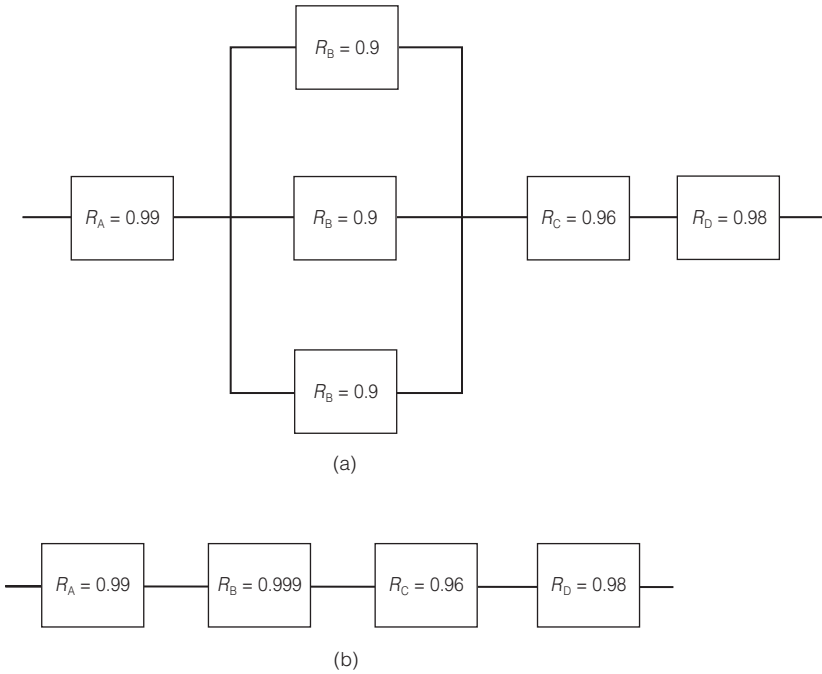 R_B = 0.9
R_A = 0.99 R_B = 0.9 R_C = 0.96 R_D = 0.98
R_B = 0.9
(a)
R_A = 0.99 R_B = 0.999 R_C = 0.96 R_D = 0.98
(b)